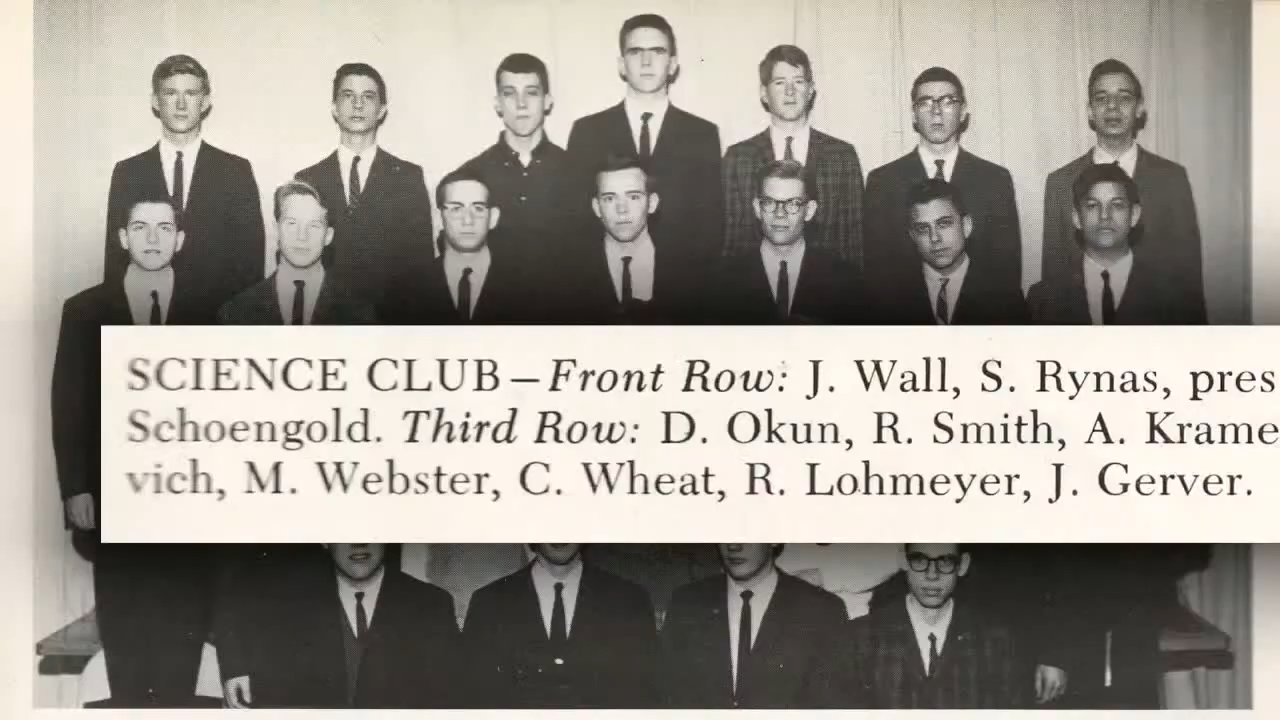 SCIENCE CLUB—Front Row: J. Wall, S. Rynas, pres
Schoengold. Third Row: D. Okun, R. Smith, A. Krame
vich, M. Webster, C. Wheat, R. Lohmeyer, J. Gerver.